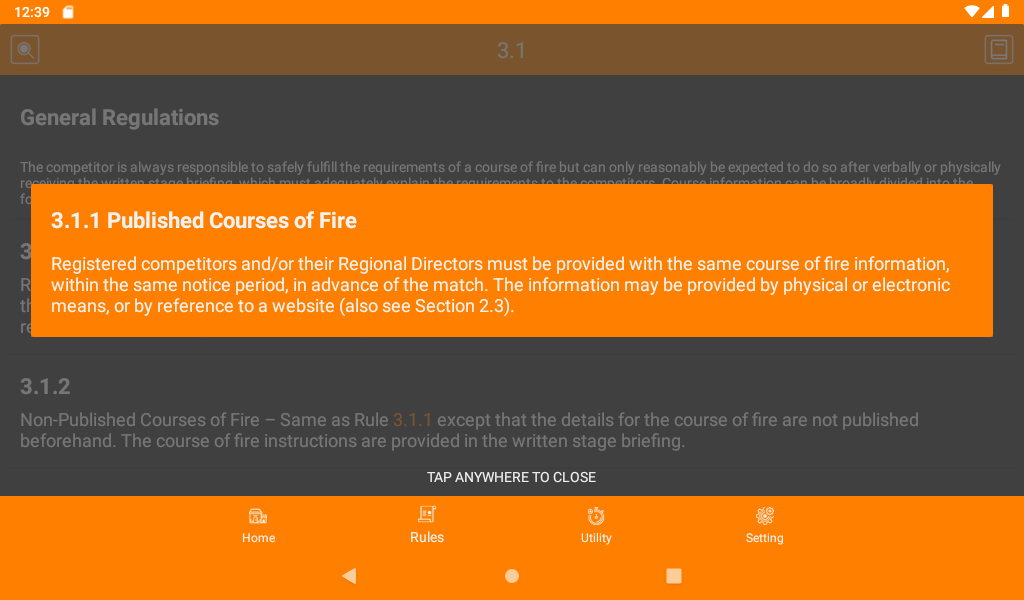 12:39
3.1
General Regulations
The competitor is always responsible to safely fulfill the requirements of a course of fire but can only reasonably be expected to do so after verbally or physically
receiving the written stage briefing, which must adequately explain the requirements to the competitors. Course information can be broadly divided into the
3.1.1 Published Courses of Fire
Registered competitors and/or their Regional Directors must be provided with the same course of fire information,
within the same notice period, in advance of the match. The information may be provided by physical or electronic
means, or by reference to a website (also see Section 2.3).
3.1.2
Non-Published Courses of Fire – Same as Rule 3.1.1 except that the details for the course of fire are not published
beforehand. The course of fire instructions are provided in the written stage briefing.
TAP ANYWHERE TO CLOSE
Home
Rules
Utility
Setting